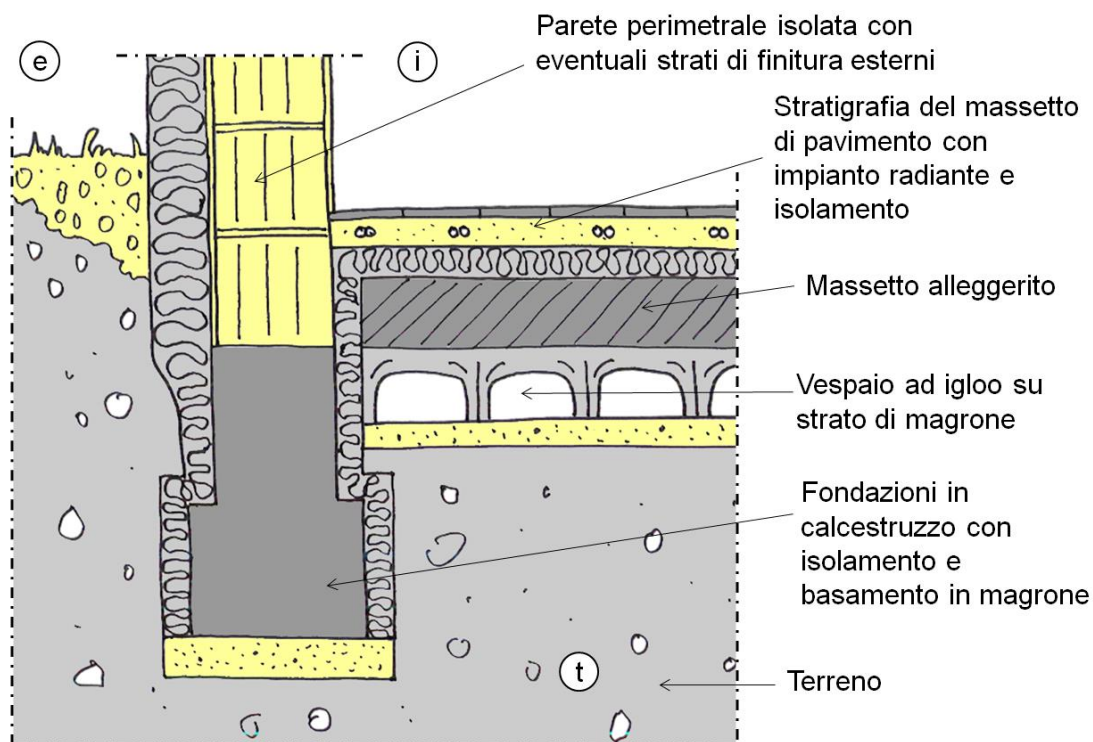 e
i
Parete perimetrale isolata con
eventuali strati di finitura esterni
Stratigrafia del massetto
di pavimento con
impianto radiante e
isolamento
Massetto alleggerito
Vespaio ad igloo su
strato di magrone
Fondazioni in
calcestruzzo con
isolamento e
basamento in magrone
t
Terreno